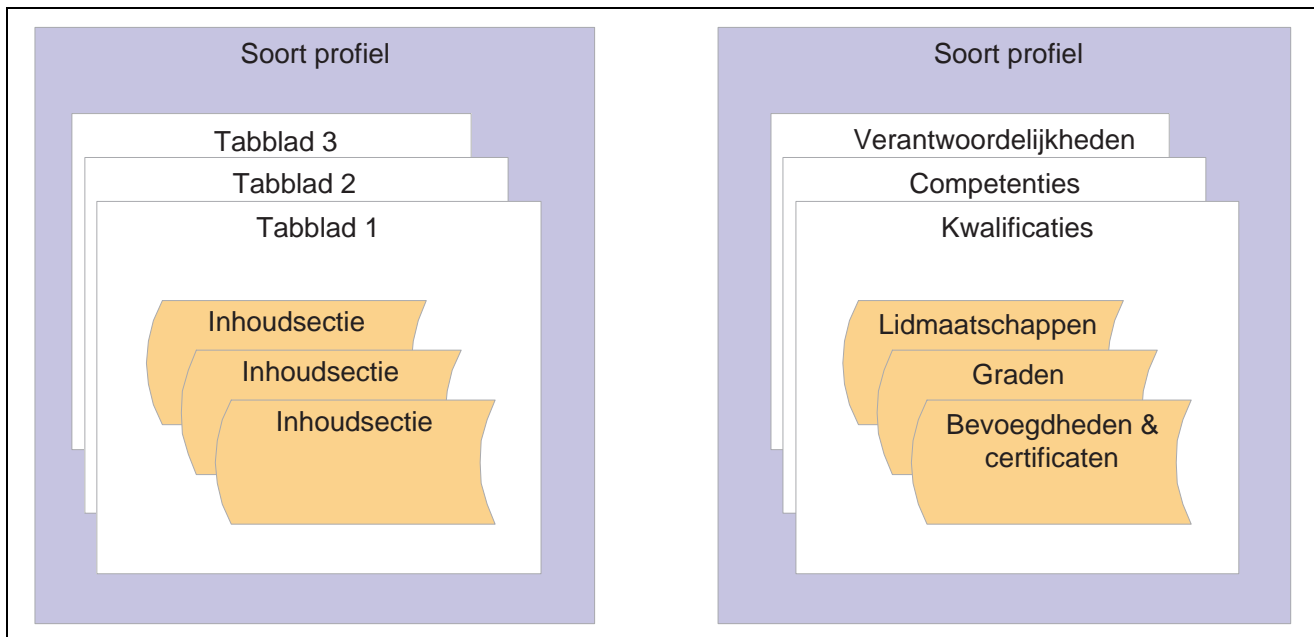 Soort profiel
Tabblad 3
Tabblad 2
Tabblad 1
Inhoudsectie
Inhoudsectie
Inhoudsectie
Soort profiel
Verantwoordelijkheden
Competenties
Kwalificaties
Lidmaatschappen
Graden
Bevoegdheden &
certificaten